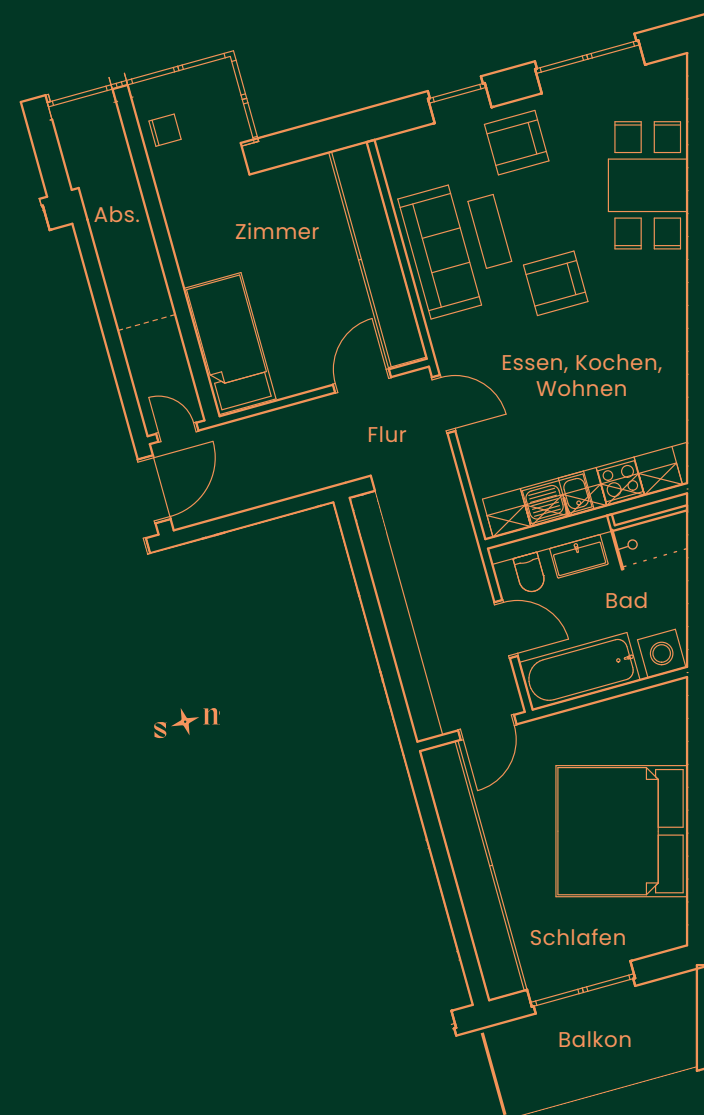 Abs.
Zimmer
Essen, Kochen,
Wohnen
Flur
Bad
s n
Schlafen
Balkon